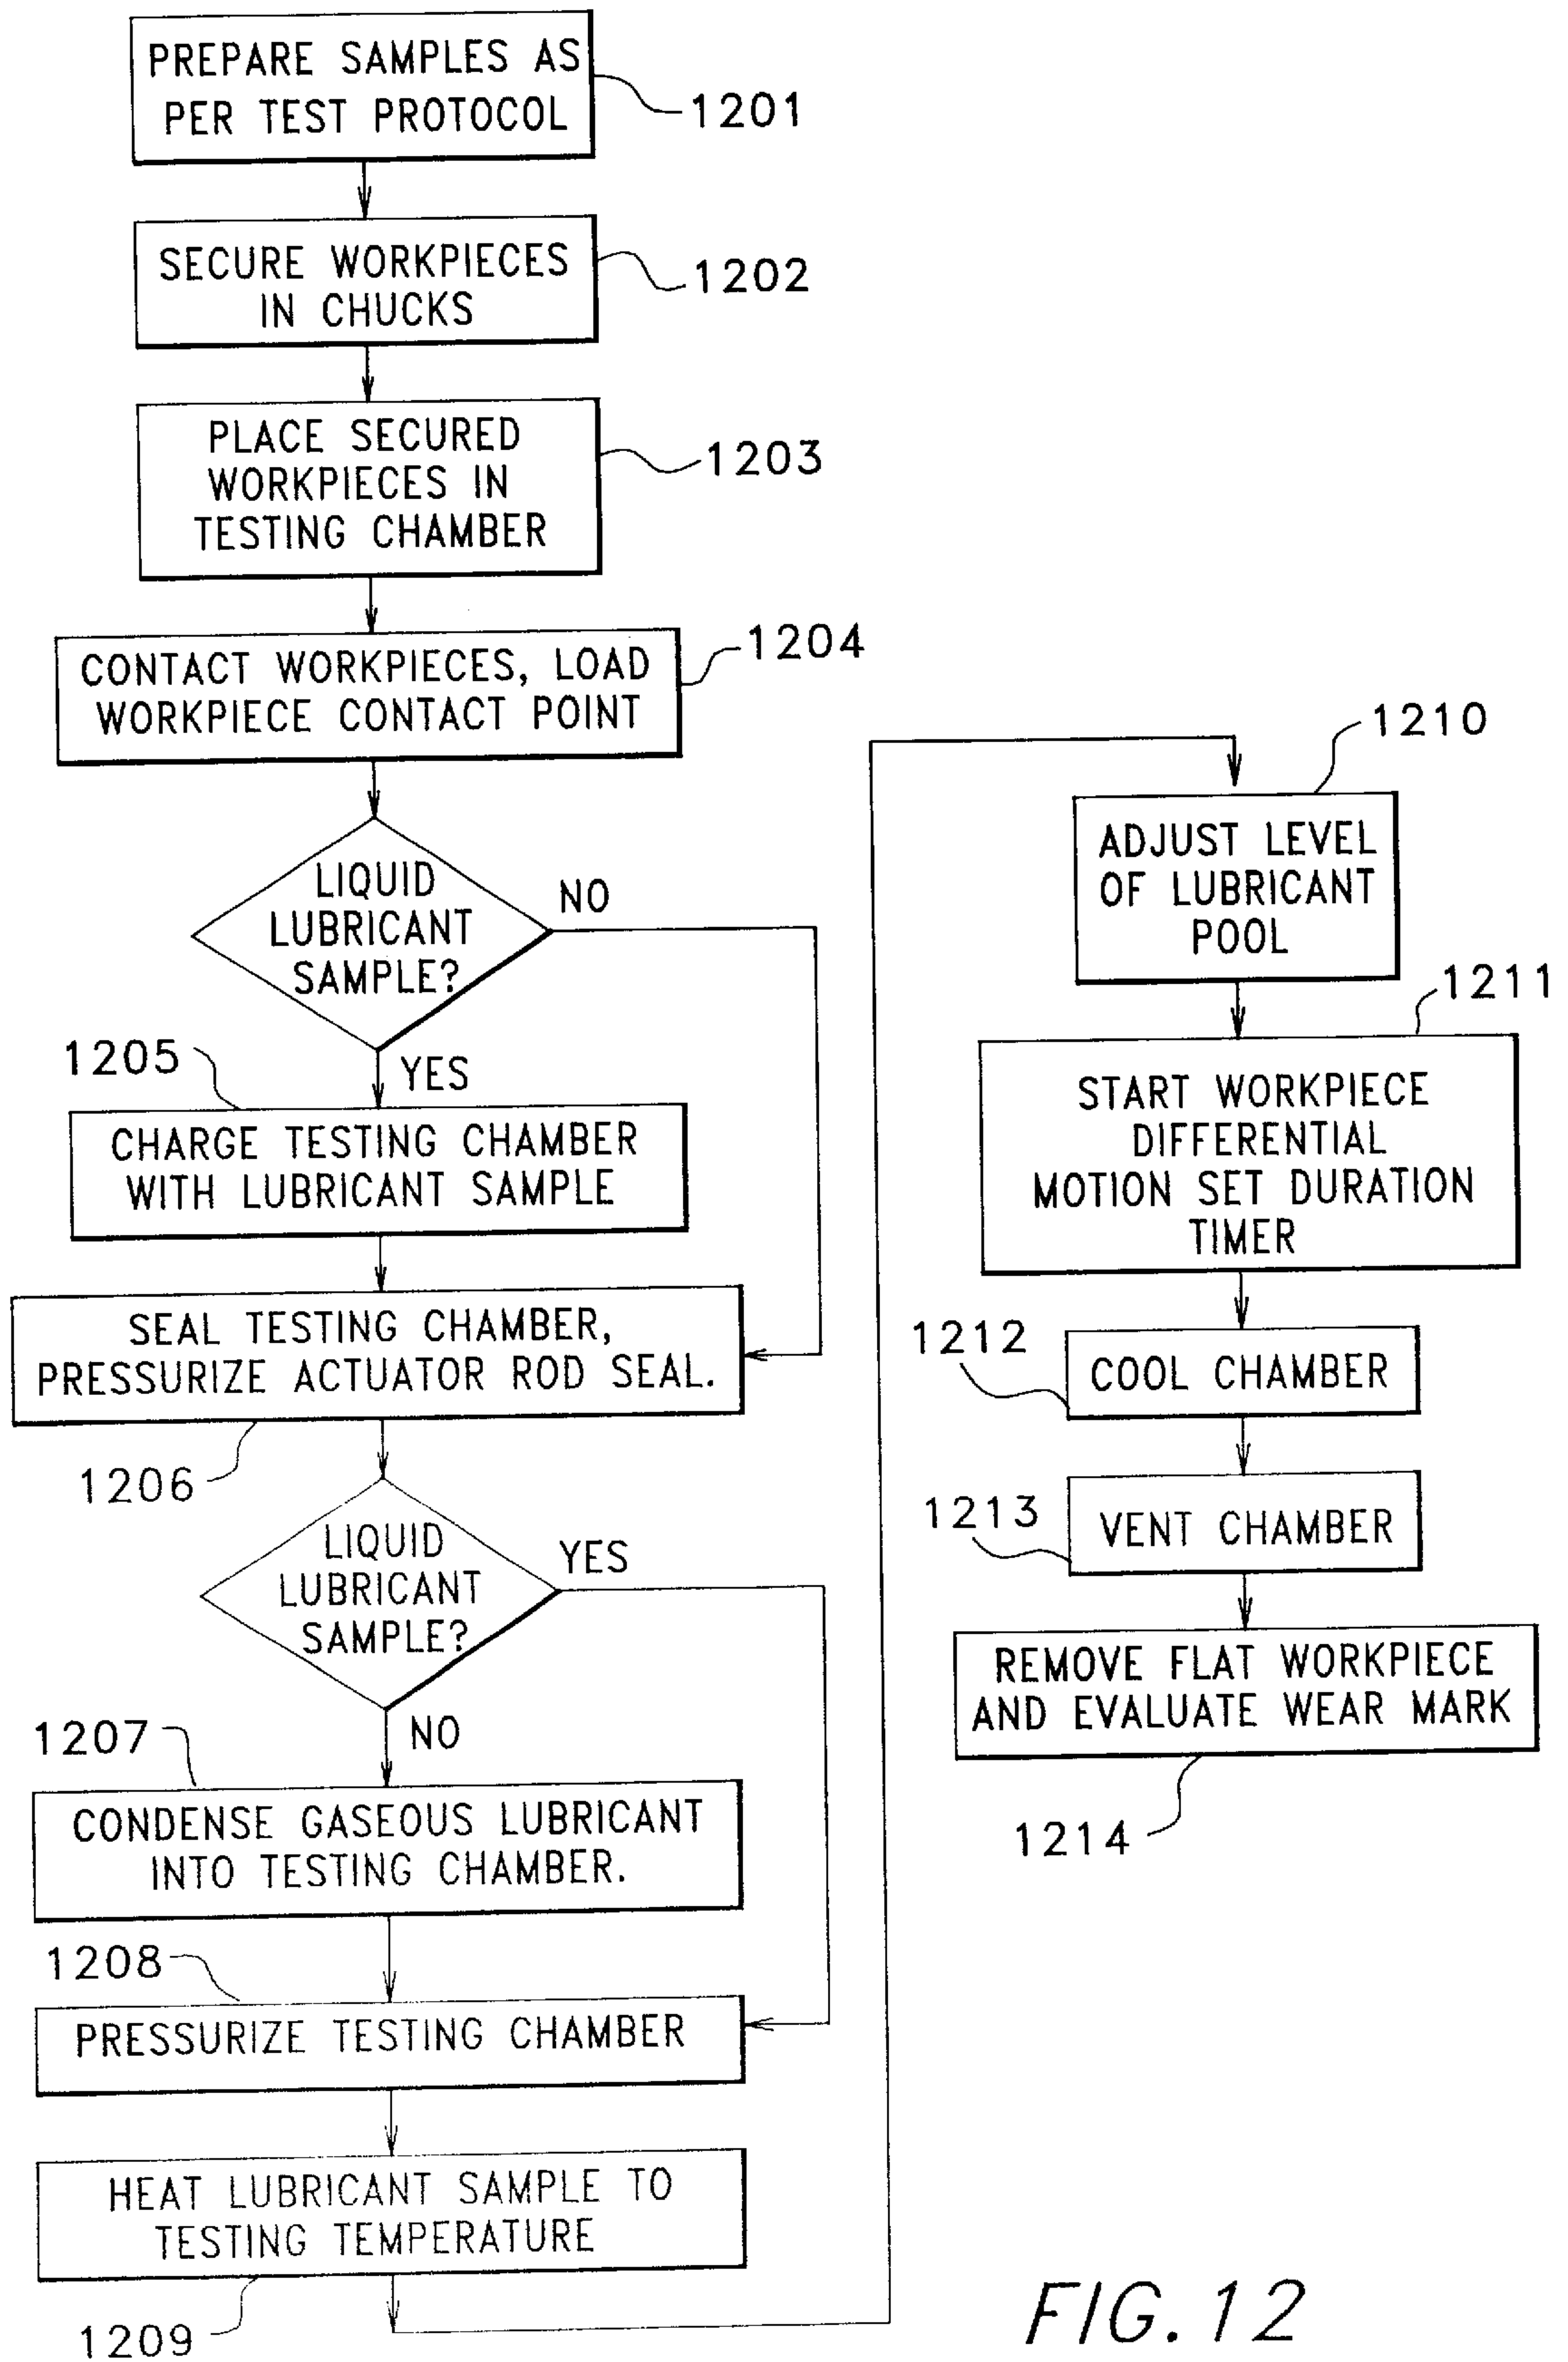 PREPARE SAMPLES AS
PER TEST PROTOCOL
1201
SECURE WORKPIECES
IN CHUCKS
1202
PLACE SECURED
WORKPIECES IN
TESTING CHAMBER
1203
CONTACT WORKPIECES, LOAD
WORKPIECE CONTACT POINT
1204
LIQUID
LUBRICANT
SAMPLE?
NO
YES
1205
CHARGE TESTING CHAMBER
WITH LUBRICANT SAMPLE
SEAL TESTING CHAMBER,
PRESSURIZE ACTUATOR ROD SEAL.
1206
LIQUID
LUBRICANT
SAMPLE?
YES
NO
1207
CONDENSE GASEOUS LUBRICANT
INTO TESTING CHAMBER.
1208
PRESSURIZE TESTING CHAMBER
HEAT LUBRICANT SAMPLE TO
TESTING TEMPERATURE
1209
1210
ADJUST LEVEL
OF LUBRICANT
POOL
1211
START WORKPIECE
DIFFERENTIAL
MOTION SET DURATION
TIMER
1212
COOL CHAMBER
1213
VENT CHAMBER
REMOVE FLAT WORKPIECE
AND EVALUATE WEAR MARK
1214
FIG. 12